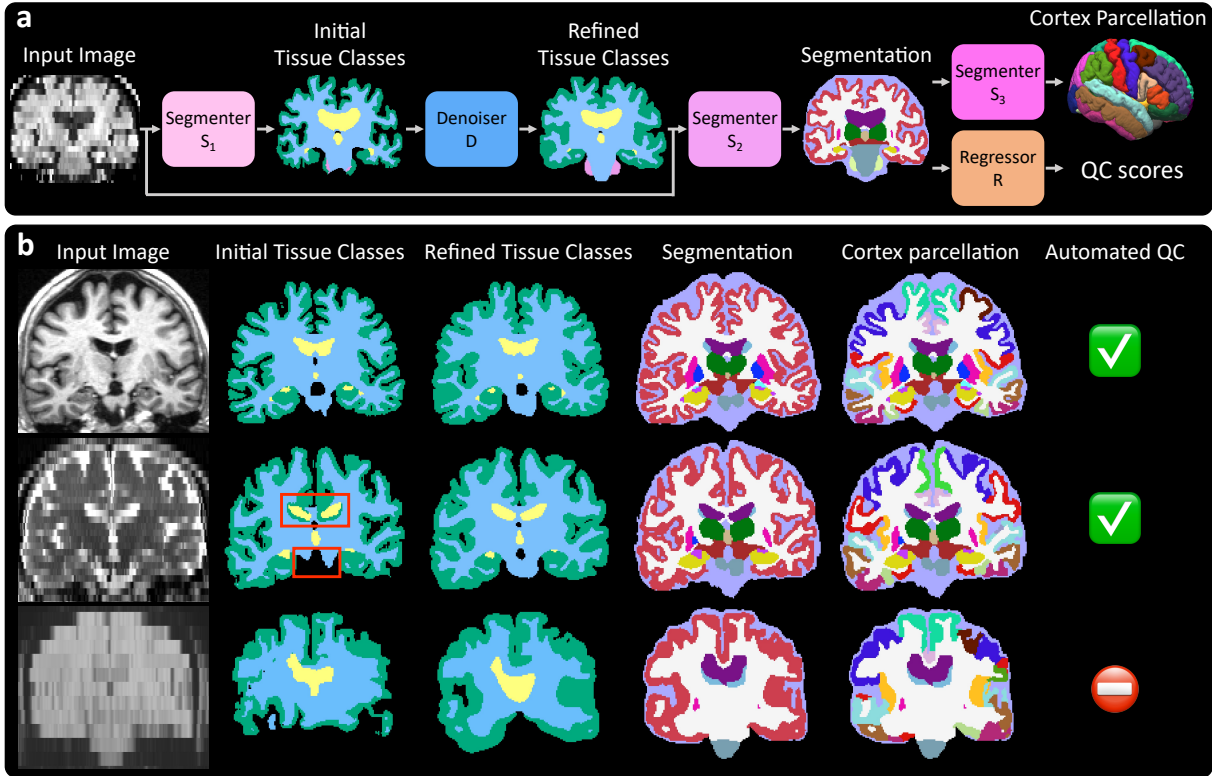 a
Input Image
Initial
Tissue Classes
Refined
Tissue Classes
Segmentation
Cortex Parcellation
Segmenter
S1
Denoiser
D
Segmenter
S2
Segmenter
S3
Regressor
R
QC scores
b
Input Image
Initial Tissue Classes
Refined Tissue Classes
Segmentation
Cortex parcellation
Automated QC